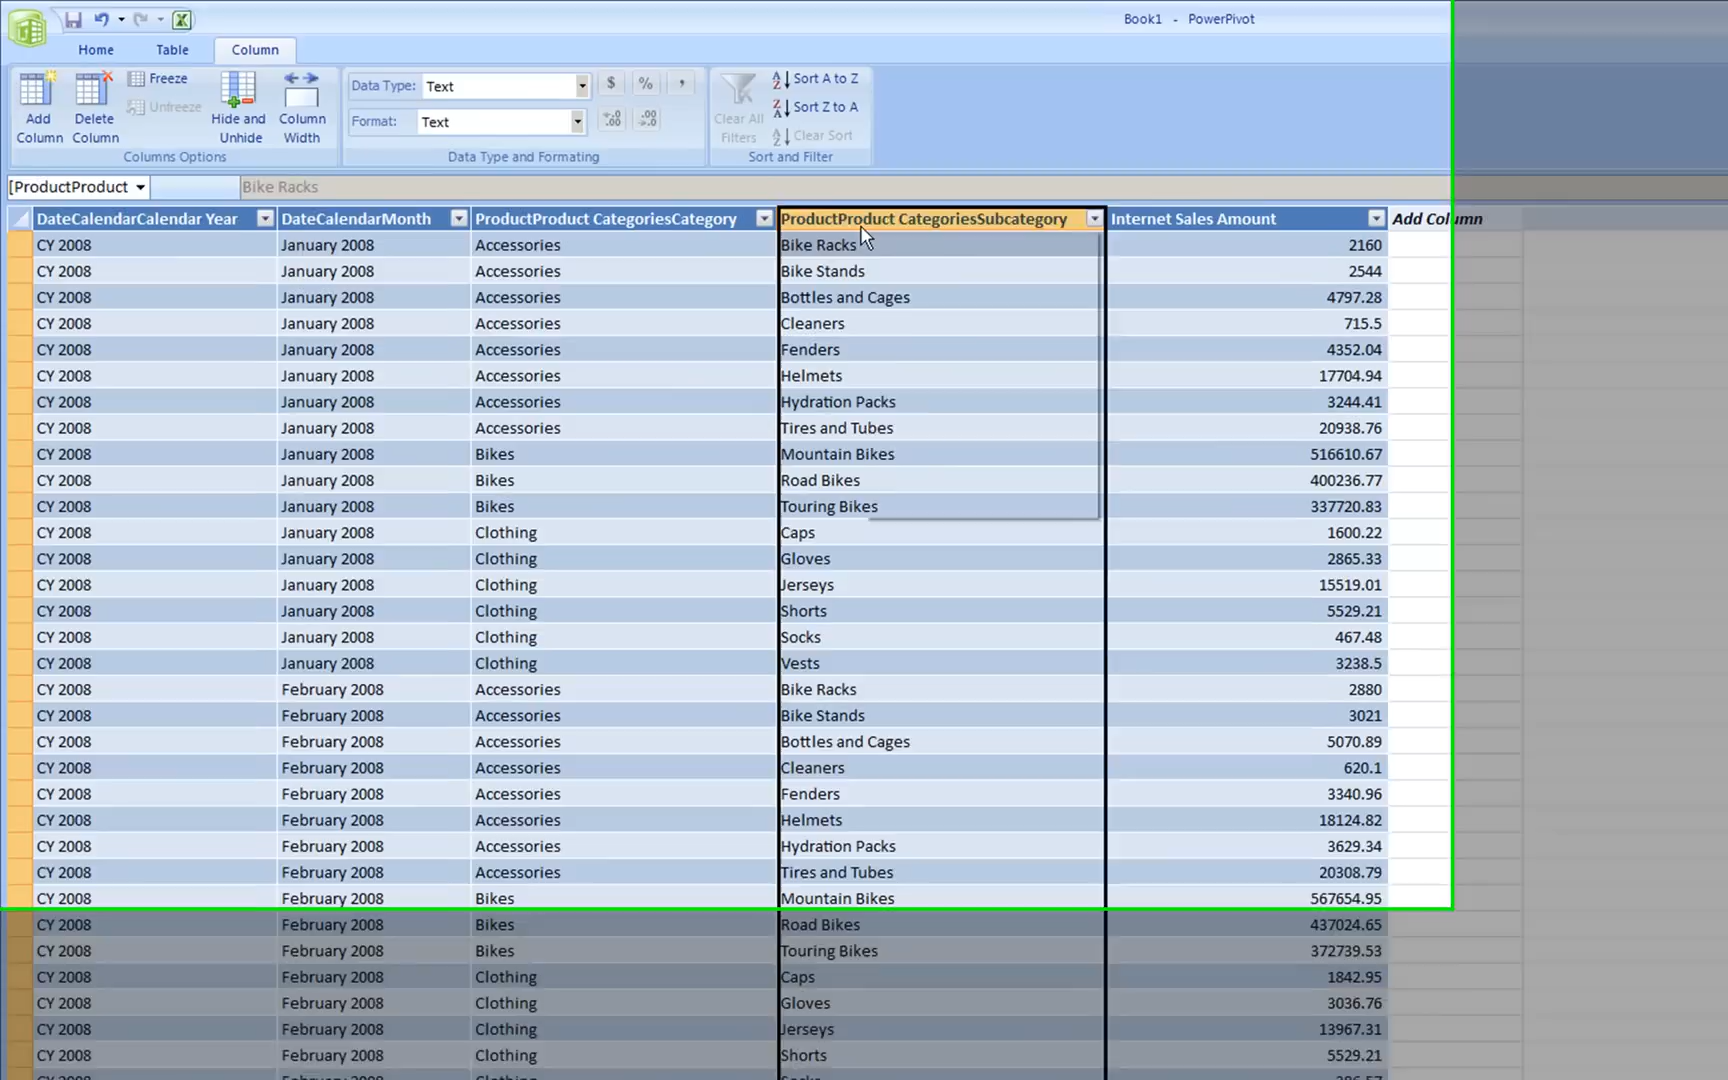 Book1 - PowerPivot
Home Table Column
Add Column
Delete Column
Freeze
Unfreeze
Hide and Unhide
Column Width
Columns Options
Data Type: Text $ % ,
Format: Text .00 .00
Data Type and Formating
Clear All Filters
Sort A to Z
Sort Z to A
Clear Sort
Sort and Filter
[ProductProduct Bike Racks
DateCalendarCalendar Year DateCalendarMonth ProductProduct CategoriesCategory ProductProduct CategoriesSubcategory Internet Sales Amount Add Column
CY 2008 January 2008 Accessories Bike Racks 2160
CY 2008 January 2008 Accessories Bike Stands 2544
CY 2008 January 2008 Accessories Bottles and Cages 4797.28
CY 2008 January 2008 Accessories Cleaners 715.5
CY 2008 January 2008 Accessories Fenders 4352.04
CY 2008 January 2008 Accessories Helmets 17704.94
CY 2008 January 2008 Accessories Hydration Packs 3244.41
CY 2008 January 2008 Accessories Tires and Tubes 20938.76
CY 2008 January 2008 Bikes Mountain Bikes 516610.67
CY 2008 January 2008 Bikes Road Bikes 400236.77
CY 2008 January 2008 Bikes Touring Bikes 337720.83
CY 2008 January 2008 Clothing Caps 1600.22
CY 2008 January 2008 Clothing Gloves 2865.33
CY 2008 January 2008 Clothing Jerseys 15519.01
CY 2008 January 2008 Clothing Shorts 5529.21
CY 2008 January 2008 Clothing Socks 467.48
CY 2008 January 2008 Clothing Vests 3238.5
CY 2008 February 2008 Accessories Bike Racks 2880
CY 2008 February 2008 Accessories Bike Stands 3021
CY 2008 February 2008 Accessories Bottles and Cages 5070.89
CY 2008 February 2008 Accessories Cleaners 620.1
CY 2008 February 2008 Accessories Fenders 3340.96
CY 2008 February 2008 Accessories Helmets 18124.82
CY 2008 February 2008 Accessories Hydration Packs 3629.34
CY 2008 February 2008 Accessories Tires and Tubes 20308.79
CY 2008 February 2008 Bikes Mountain Bikes 567654.95
CY 2008 February 2008 Bikes Road Bikes 437024.65
CY 2008 February 2008 Bikes Touring Bikes 372739.53
CY 2008 February 2008 Clothing Caps 1842.95
CY 2008 February 2008 Clothing Gloves 3036.76
CY 2008 February 2008 Clothing Jerseys 13967.31
CY 2008 February 2008 Clothing Shorts 5529.21